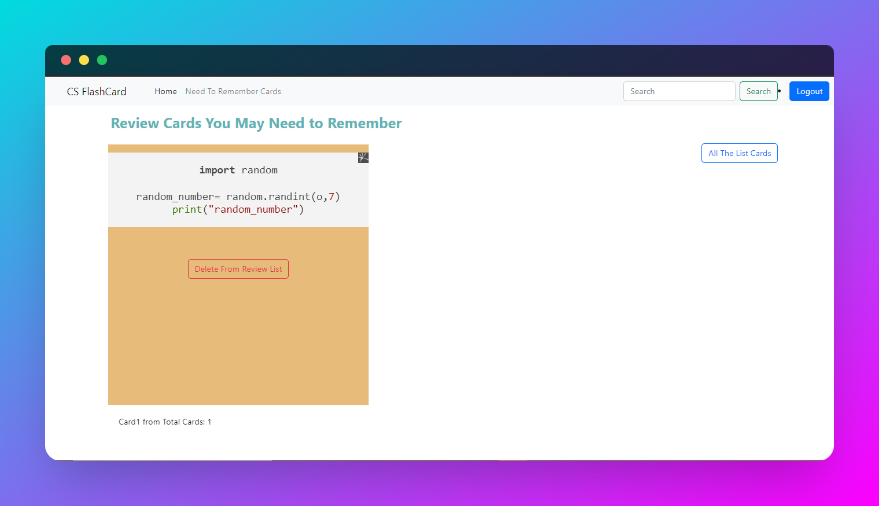 CS FlashCard Home Need To Remember Cards Search Search Logout
Review Cards You May Need to Remember
All The List Cards
import random
random_number= random.randint(o,7)
print("random_number")
Delete From Review List
Card1 from Total Cards: 1